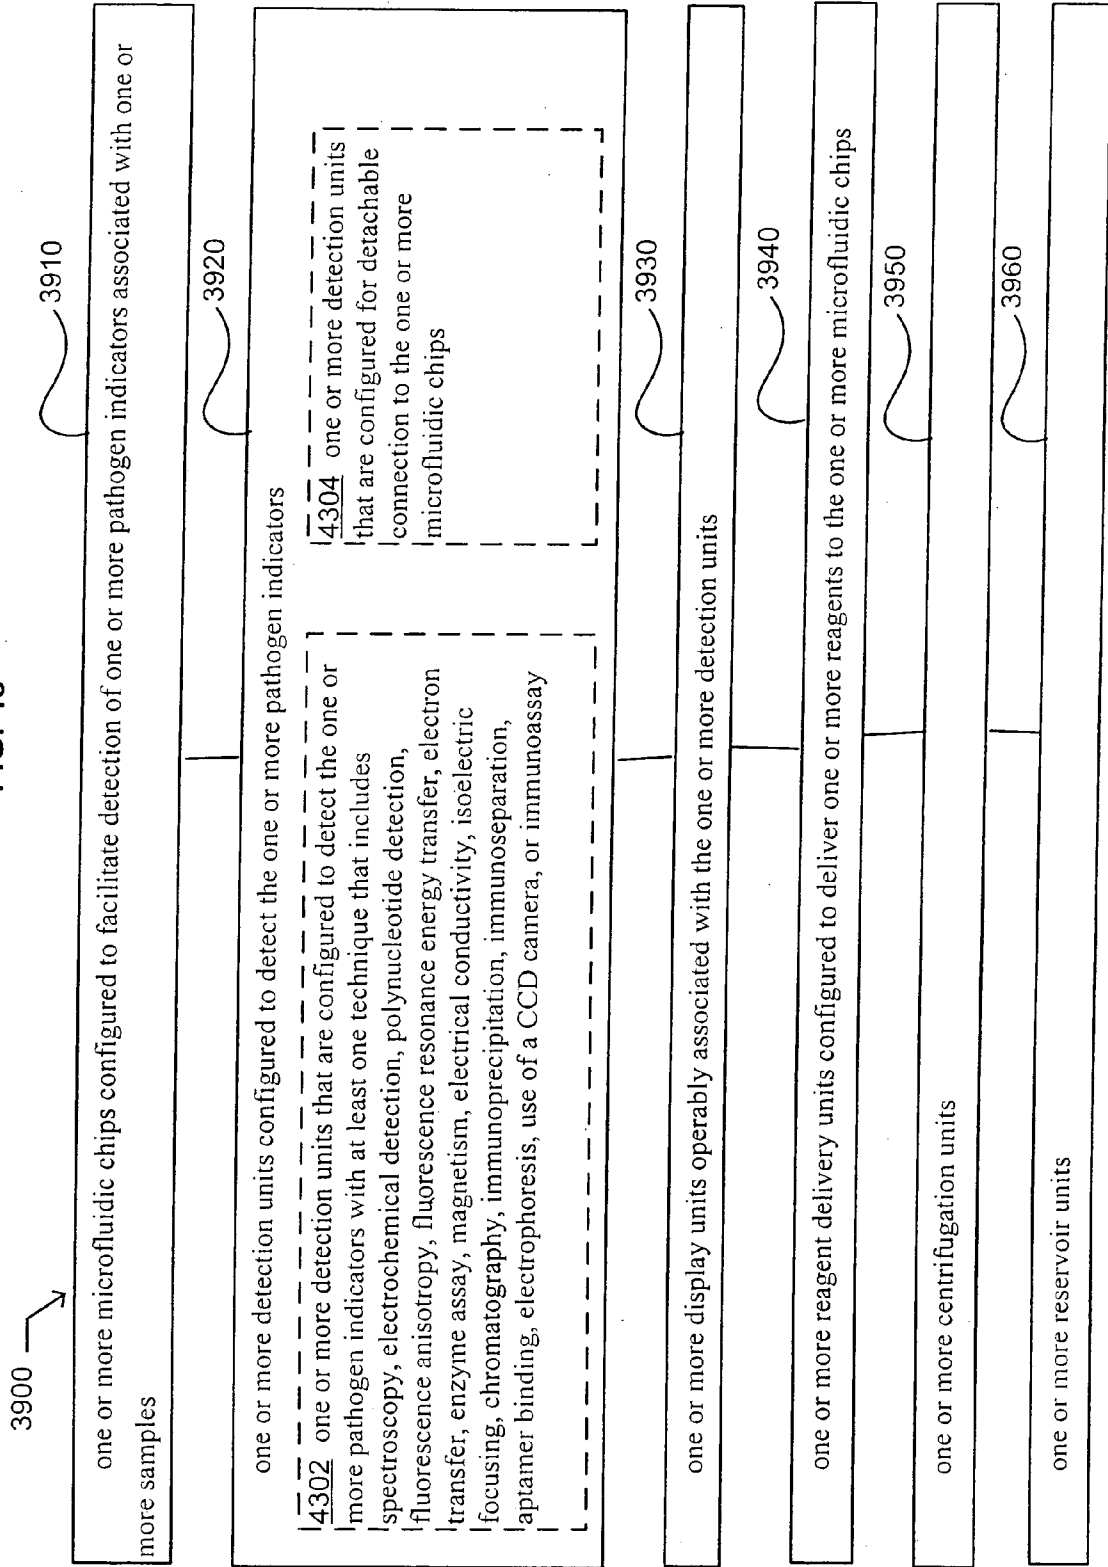 3900
3910
one or more microfluidic chips configured to facilitate detection of one or more pathogen indicators associated with one or
more samples
3920
one or more detection units configured to detect the one or more pathogen indicators
4302 one or more detection units that are configured to detect the one or
more pathogen indicators with at least one technique that includes
spectroscopy, electrochemical detection, polynucleotide detection,
fluorescence anisotropy, fluorescence resonance energy transfer, electron
transfer, enzyme assay, magnetism, electrical conductivity, isoelectric
focusing, chromatography, immunoprecipitation, immunoseparation,
aptamer binding, electrophoresis, use of a CCD camera, or immunoassay
4304 one or more detection units
that are configured for detachable
connection to the one or more
microfluidic chips
3930
one or more display units operably associated with the one or more detection units
3940
one or more reagent delivery units configured to deliver one or more reagents to the one or more microfluidic chips
3950
one or more centrifugation units
3960
one or more reservoir units